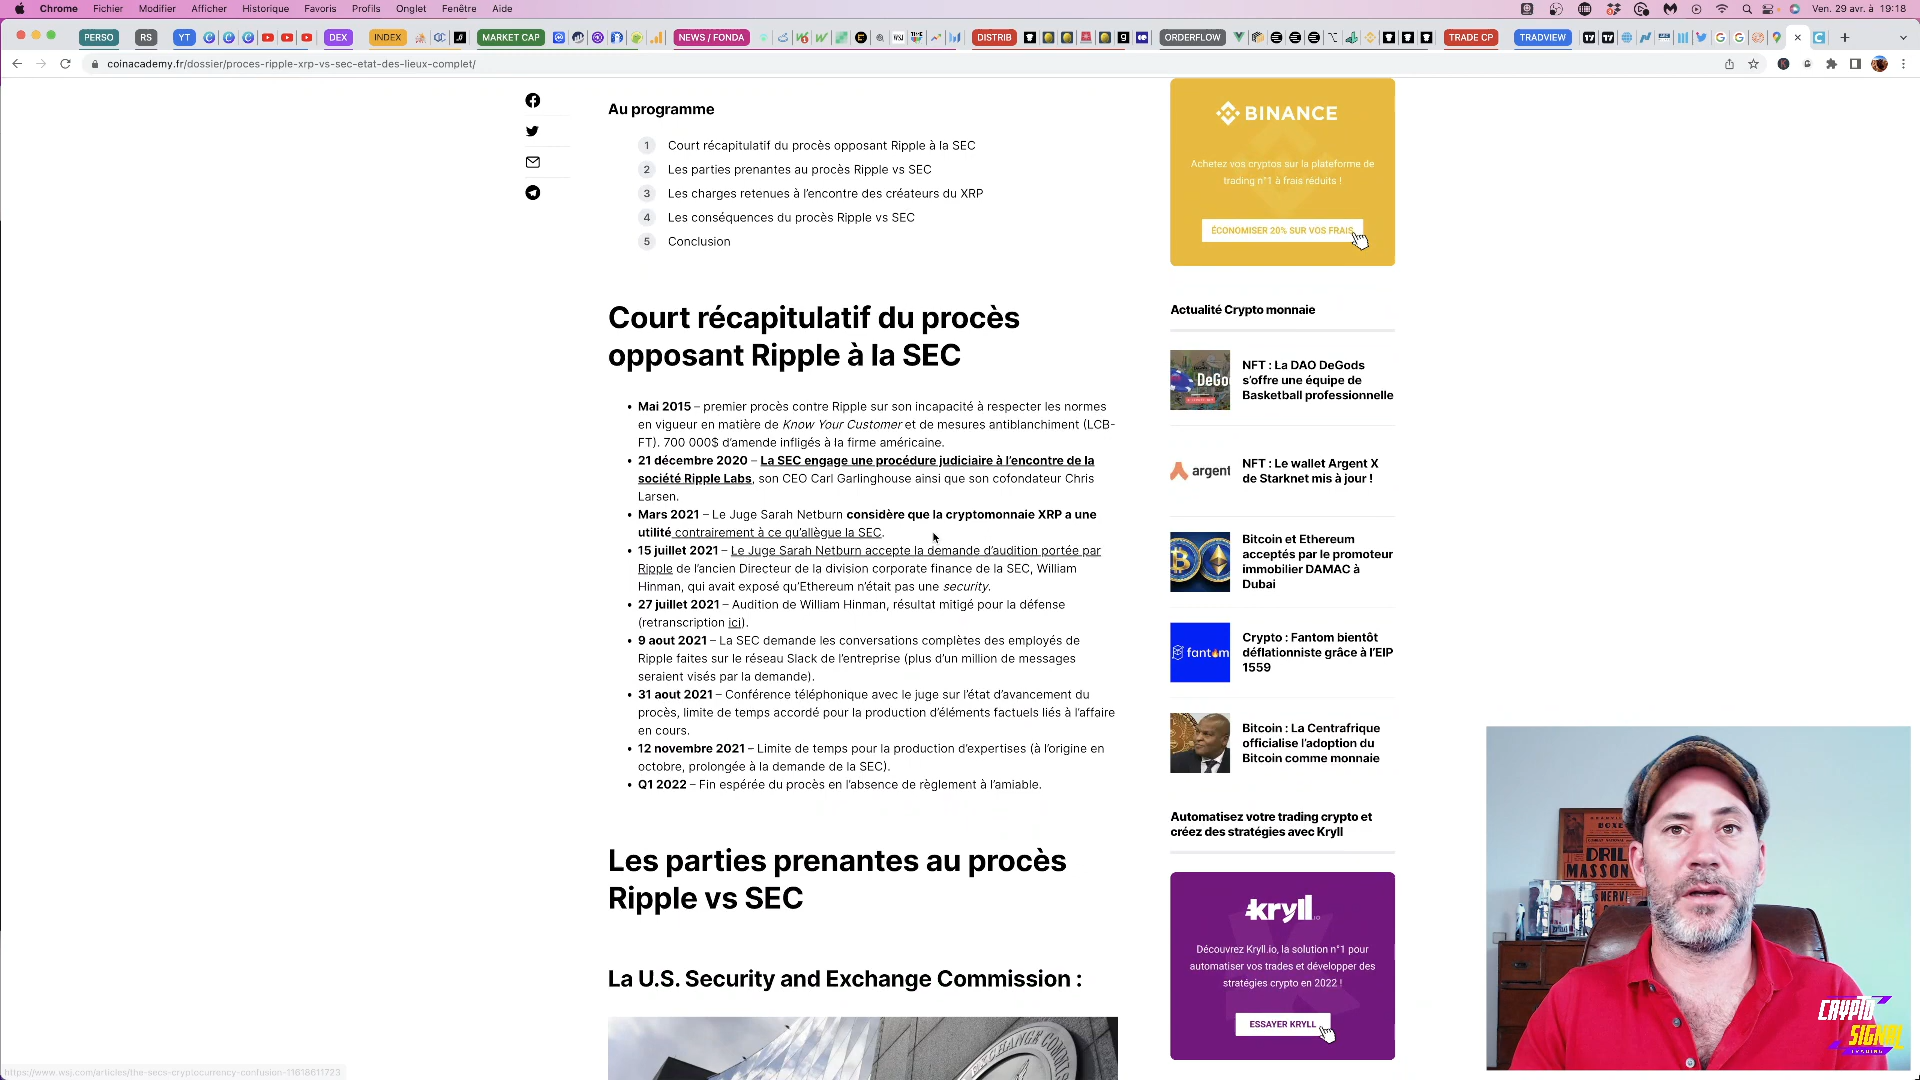 Chrome Fichier Modifier Afficher Historique Favoris Profils Onglet Fenêtre Aide Ven. 29 avr. à 19:18
PERSO RS YT DEX INDEX MARKET CAP NEWS / FONDA DISTRIB ORDERFLOW TRADE CP TRADVIEW
coinacademy.fr/dossier/proces-ripple-xrp-vs-sec-etat-des-lieux-complet/
Au programme
1 Court récapitulatif du procès opposant Ripple à la SEC
2 Les parties prenantes au procès Ripple vs SEC
3 Les charges retenues à l'encontre des créateurs du XRP
4 Les conséquences du procès Ripple vs SEC
5 Conclusion
Court récapitulatif du procès
opposant Ripple à la SEC
• Mai 2015 – premier procès contre Ripple sur son incapacité à respecter les normes
en vigueur en matière de Know Your Customer et de mesures antiblanchiment (LCB-
FT). 700 000$ d'amende infligés à la firme américaine.
• 21 décembre 2020 – La SEC engage une procédure judiciaire à l'encontre de la
société Ripple Labs, son CEO Carl Garlinghouse ainsi que son cofondateur Chris
Larsen.
• Mars 2021 – Le Juge Sarah Netburn considère que la cryptomonnaie XRP a une
utilité contrairement à ce qu'allègue la SEC.
• 15 juillet 2021 – Le Juge Sarah Netburn accepte la demande d'audition portée par
Ripple de l'ancien Directeur de la division corporate finance de la SEC, William
Hinman, qui avait exposé qu'Ethereum n'était pas une security.
• 27 juillet 2021 – Audition de William Hinman, résultat mitigé pour la défense
(retranscription ici).
• 9 aout 2021 – La SEC demande les conversations complètes des employés de
Ripple faites sur le réseau Slack de l'entreprise (plus d'un million de messages
seraient visés par la demande).
• 31 aout 2021 – Conférence téléphonique avec le juge sur l'état d'avancement du
procès, limite de temps accordé pour la production d'éléments factuels liés à l'affaire
en cours.
• 12 novembre 2021 – Limite de temps pour la production d'expertises (à l'origine en
octobre, prolongée à la demande de la SEC).
• Q1 2022 – Fin espérée du procès en l'absence de règlement à l'amiable.
Les parties prenantes au procès
Ripple vs SEC
La U.S. Security and Exchange Commission :
EXCHANGE COMMISS
https://www.wsj.com/articles/the-secs-cryptocurrency-confusion-11618611723
BINANCE
Achetez vos cryptos sur la plateforme de
trading n°1 à frais réduits !
ÉCONOMISER 20% SUR VOS FRAIS
Actualité Crypto monnaie
DeGo
NFT : La DAO DeGods
s'offre une équipe de
Basketball professionnelle
argent
NFT : Le wallet Argent X
de Starknet mis à jour !
Bitcoin et Ethereum
acceptés par le promoteur
immobilier DAMAC à
Dubai
fantom
Crypto : Fantom bientôt
déflationniste grâce à l'EIP
1559
Bitcoin : La Centrafrique
officialise l'adoption du
Bitcoin comme monnaie
Automatisez votre trading crypto et
créez des stratégies avec Kryll
kryll.io
Découvrez Kryll.io, la solution n°1 pour
automatiser vos trades et développer des
stratégies crypto en 2022 !
ESSAYER KRYLL
BOXE
DRIL
MASSON
NERVE
CRYPTO
SIGNAL
TRADING